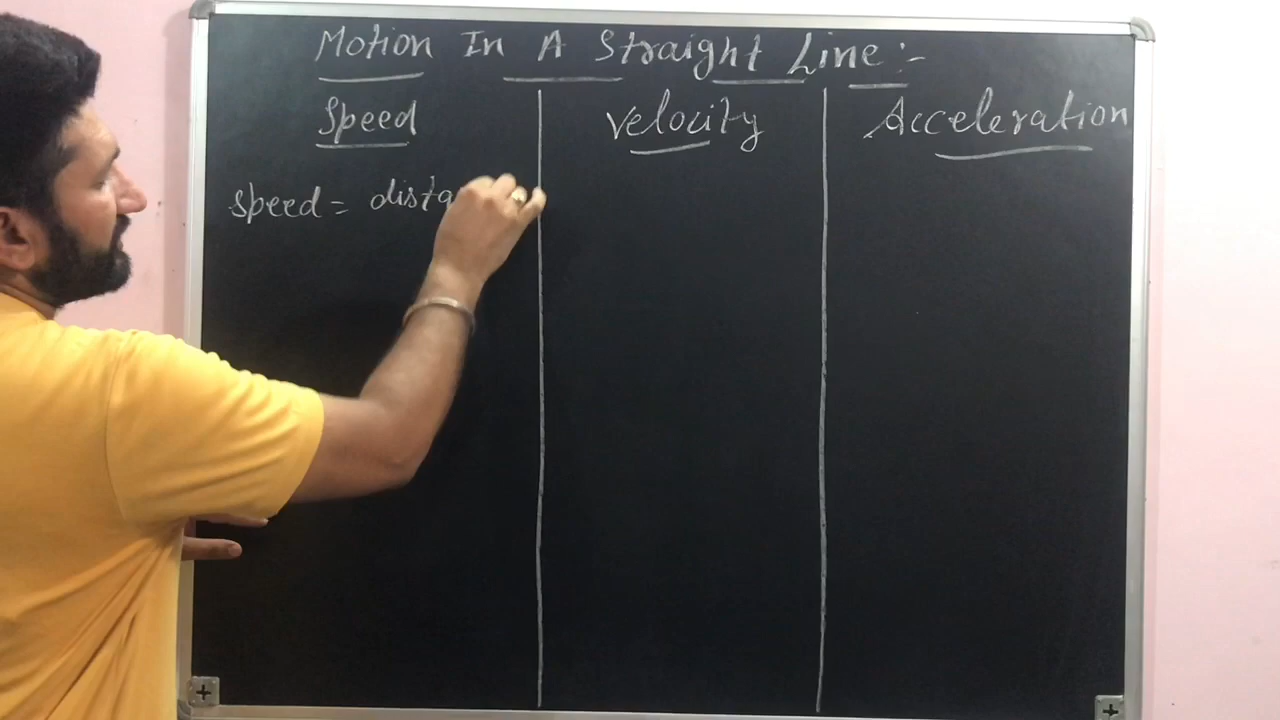 Motion In A Straight Line :-
Speed
Velocity
Acceleration
Speed = dista